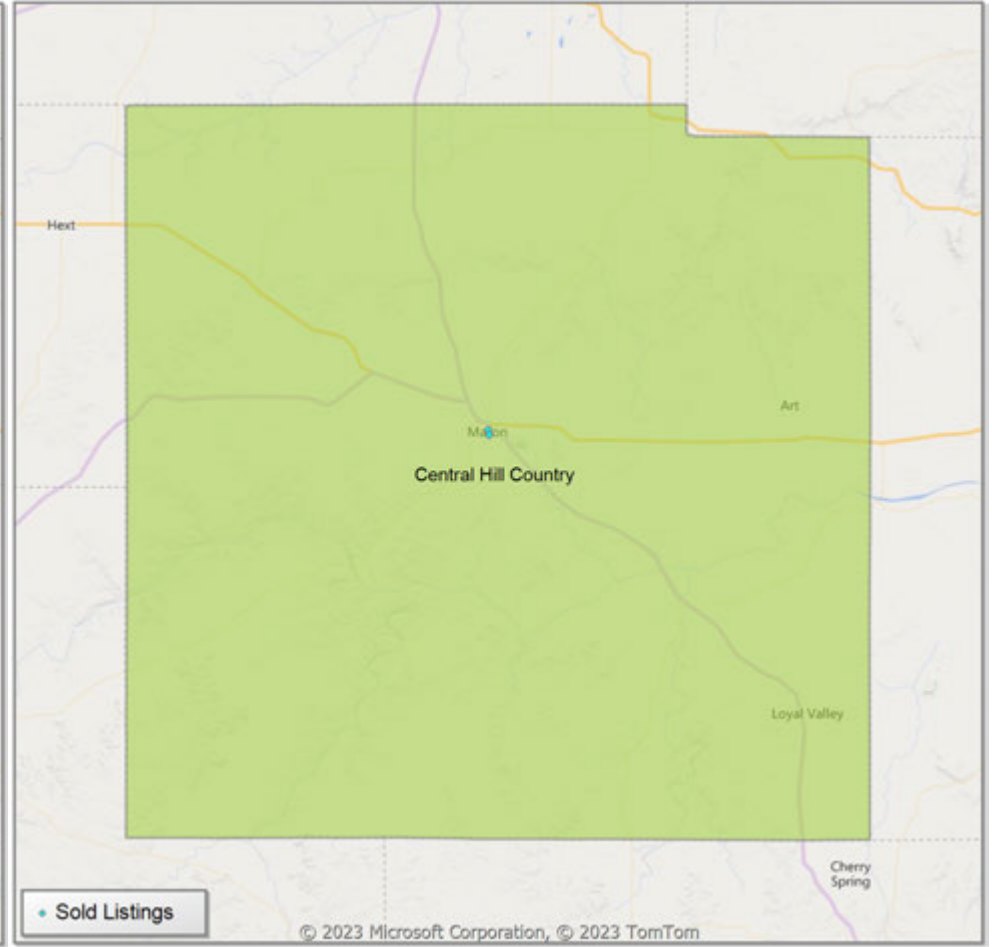 Hext
Art
Mason
Central Hill Country
Loyal Valley
Cherry
Spring
Sold Listings
© 2023 Microsoft Corporation, © 2023 TomTom